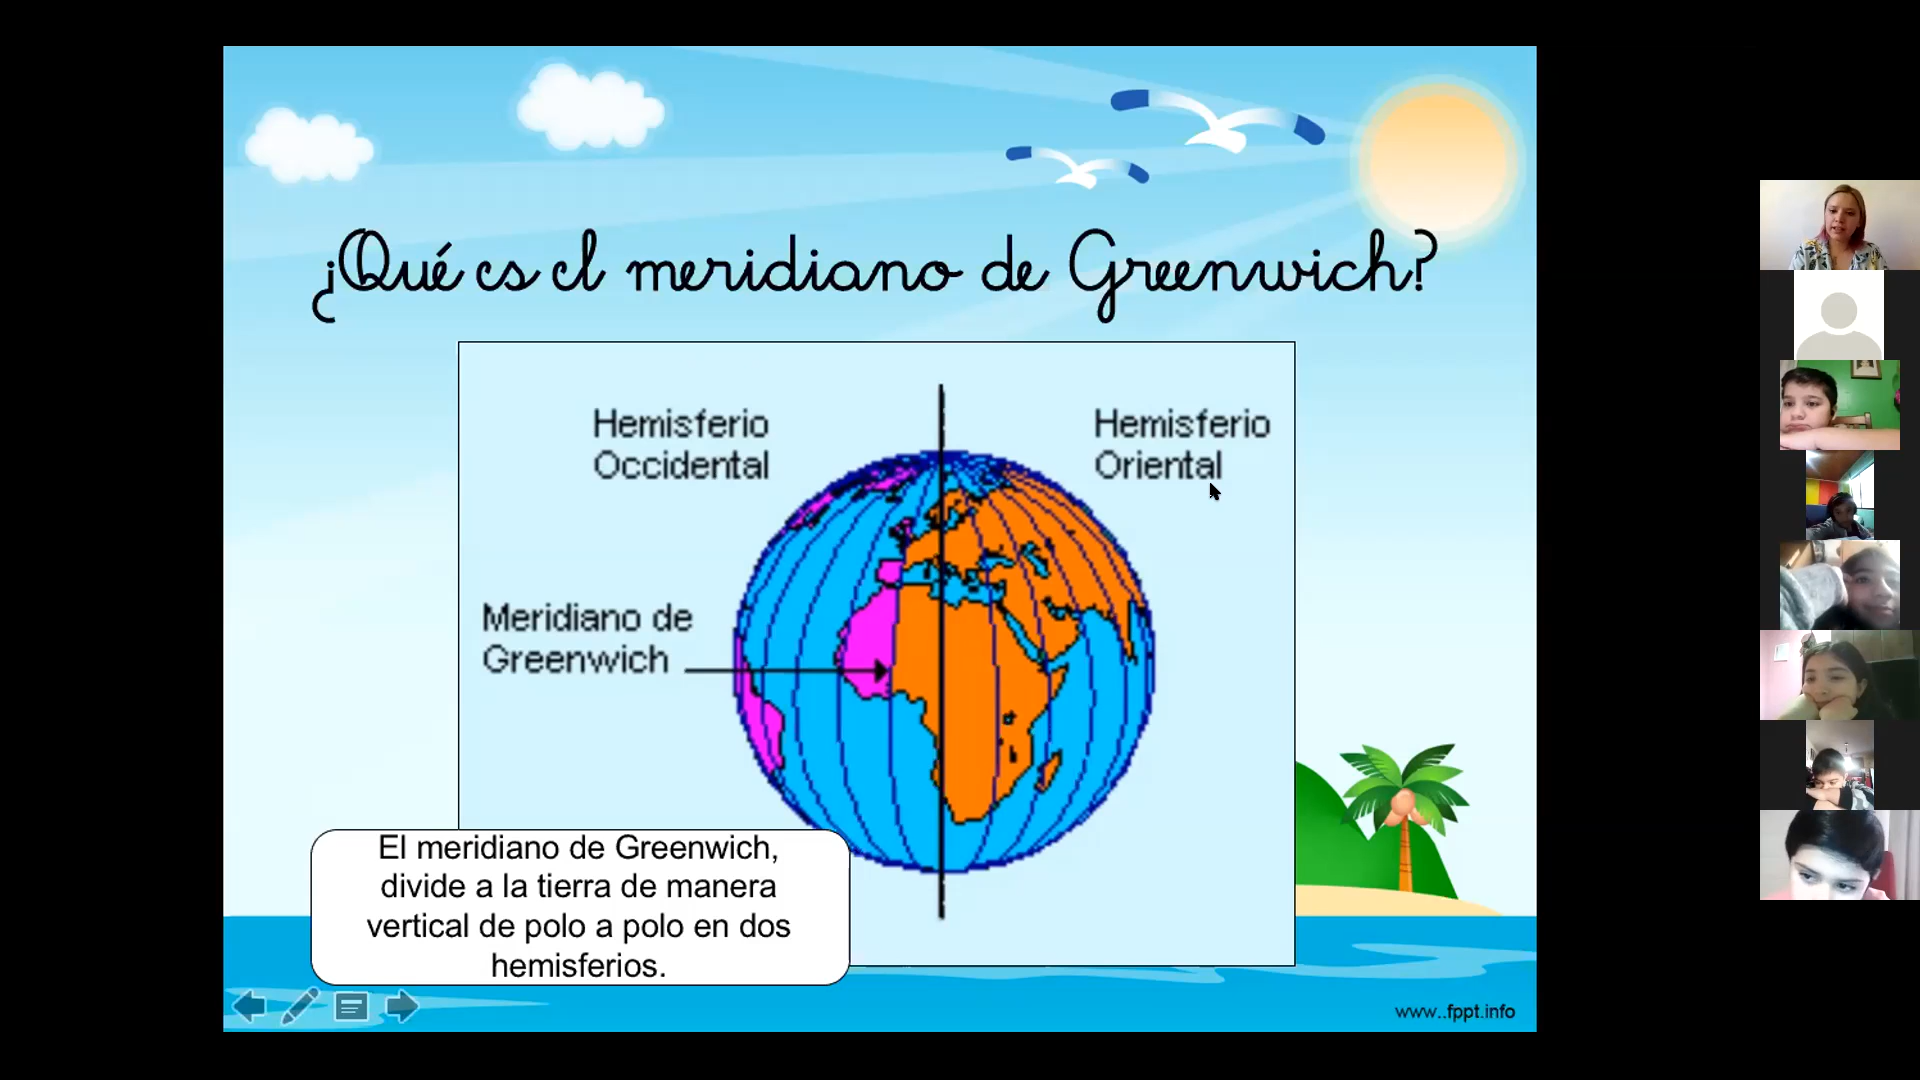 ¿Qué es el meridiano de Greenwich?
Hemisferio
Occidental
Hemisferio
Oriental
Meridiano de
Greenwich
El meridiano de Greenwich,
divide a la tierra de manera
vertical de polo a polo en dos
hemisferios.
www..fppt.info